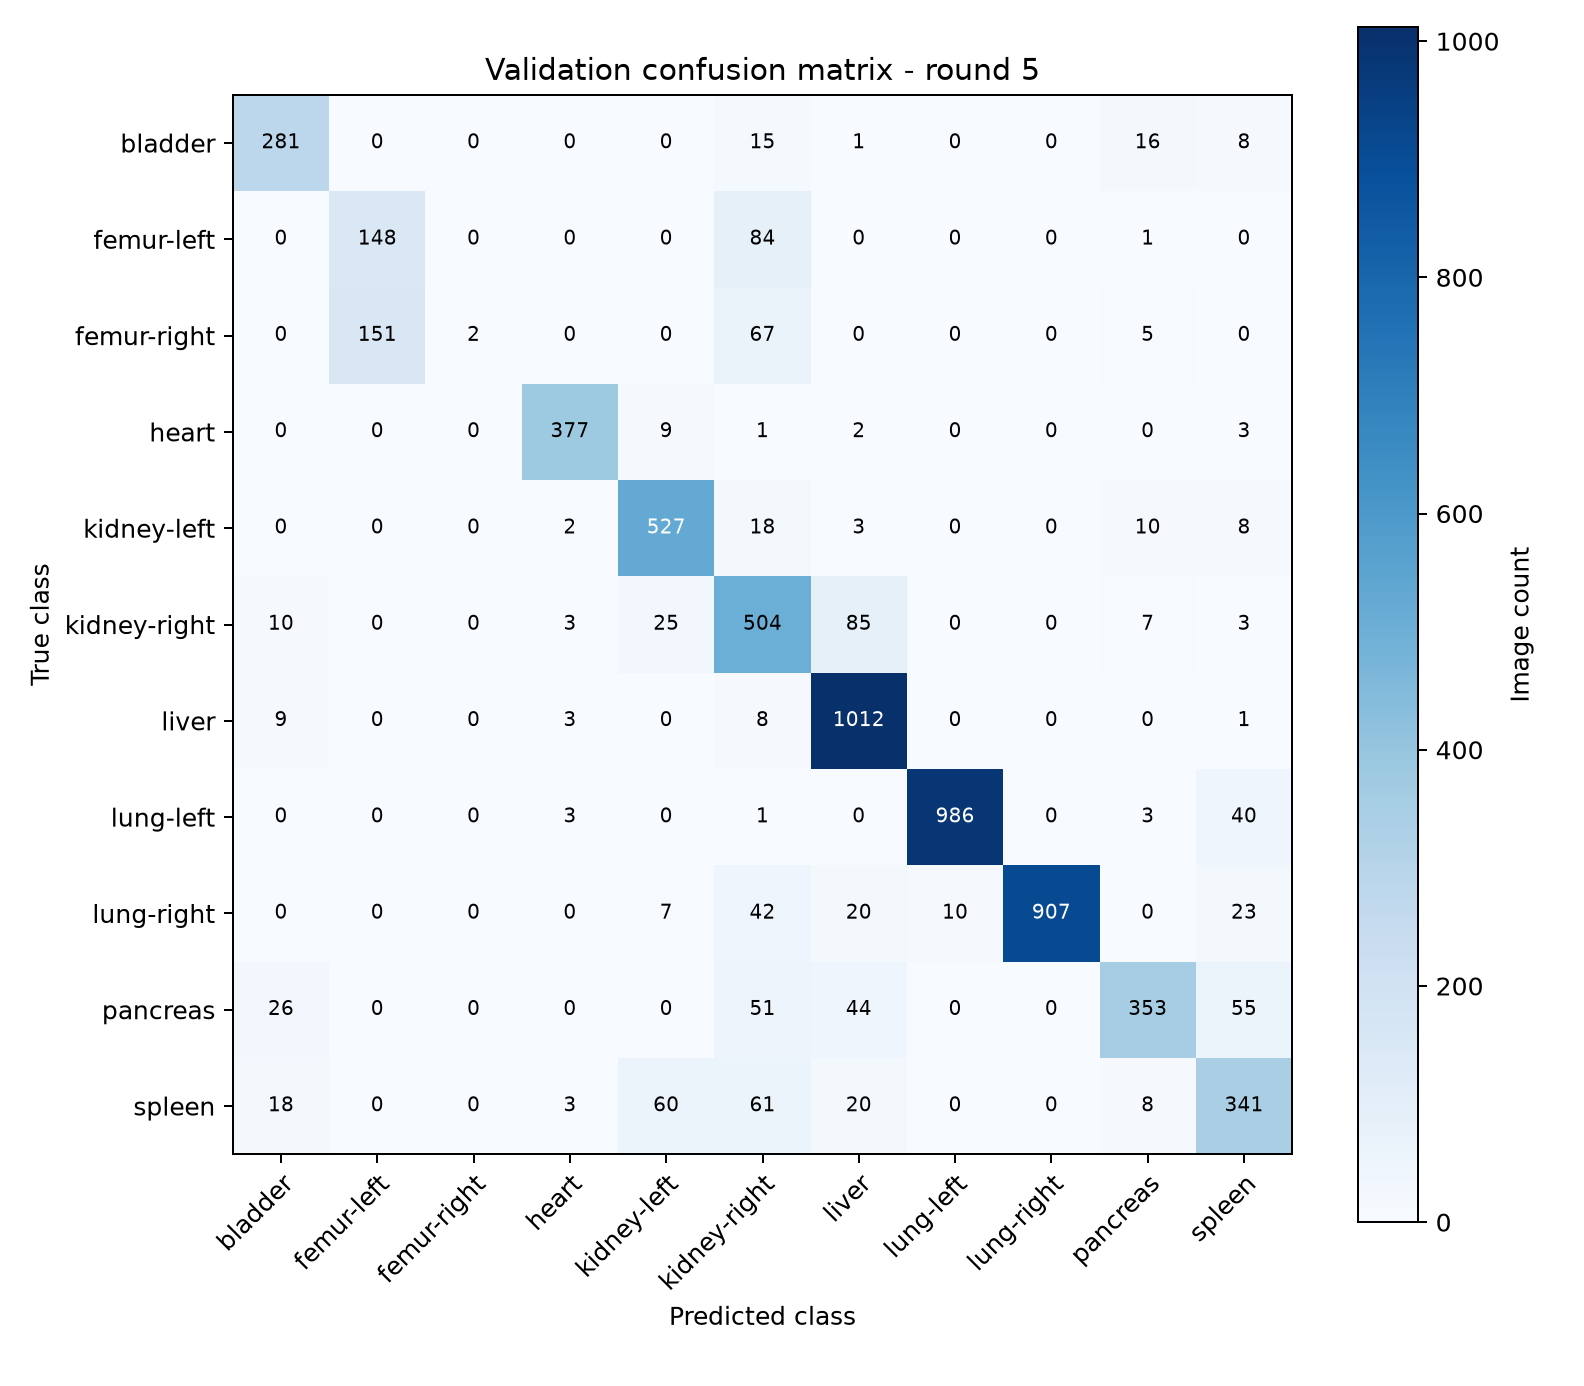 Validation confusion matrix - round 5
bladder 281 0 0 0 0 15 1 0 0 16 8
femur-left 0 148 0 0 0 84 0 0 0 1 0
femur-right 0 151 2 0 0 67 0 0 0 5 0
heart 0 0 0 377 9 1 2 0 0 0 3
kidney-left 0 0 0 2 527 18 3 0 0 10 8
kidney-right 10 0 0 3 25 504 85 0 0 7 3
liver 9 0 0 3 0 8 1012 0 0 0 1
lung-left 0 0 0 3 0 1 0 986 0 3 40
lung-right 0 0 0 0 7 42 20 10 907 0 23
pancreas 26 0 0 0 0 51 44 0 0 353 55
spleen 18 0 0 3 60 61 20 0 0 8 341
True class
bladder femur-left femur-right heart kidney-left kidney-right liver lung-left lung-right pancreas spleen
Predicted class
1000
800
600
400
200
0
Image count